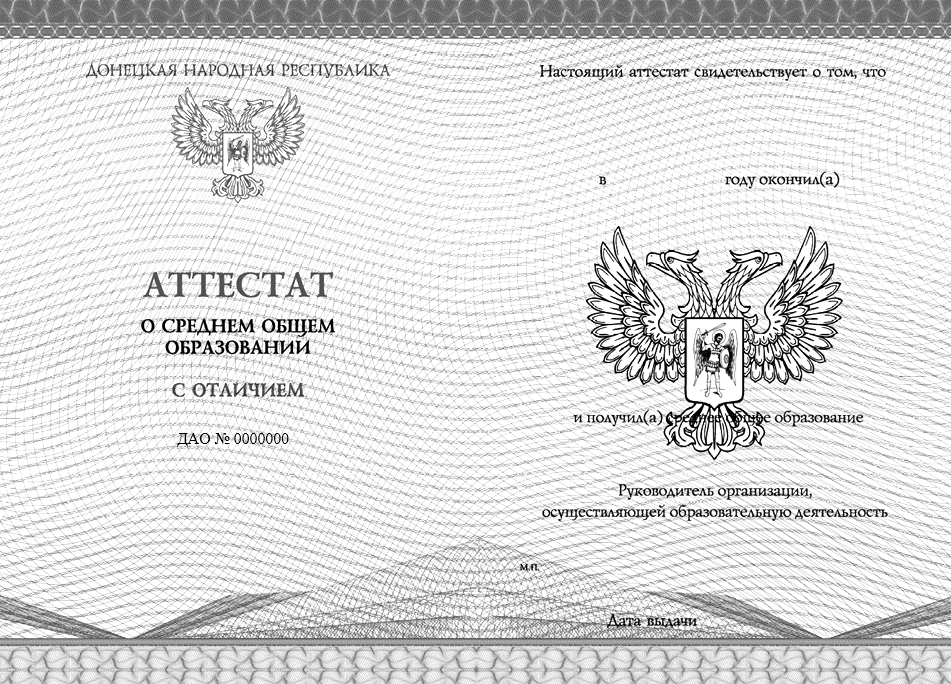 ДОНЕЦКАЯ НАРОДНАЯ РЕСПУБЛИКА
АТТЕСТАТ
О СРЕДНЕМ ОБЩЕМ
ОБРАЗОВАНИИ
С ОТЛИЧИЕМ
ДАО № 0000000
Настоящий аттестат свидетельствует о том, что
в году окончил(а)
и получил(а) среднее общее образование
Руководитель организации,
осуществляющей образовательную деятельность
м.п.
Дата выдачи